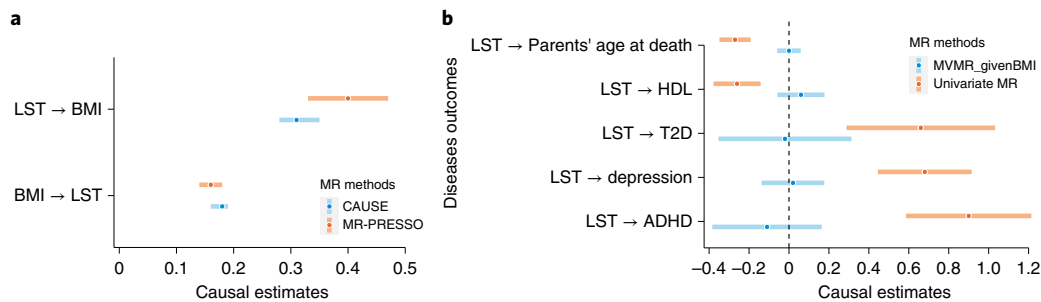 a
LST → BMI
BMI → LST
MR methods
CAUSE
MR-PRESSO
0 0.1 0.2 0.3 0.4 0.5
Causal estimates
b
Diseases outcomes
LST → Parents' age at death
LST → HDL
LST → T2D
LST → depression
LST → ADHD
MR methods
MVMR_givenBMI
Univariate MR
−0.4 −0.2 0 0.2 0.4 0.6 0.8 1.0 1.2
Causal estimates